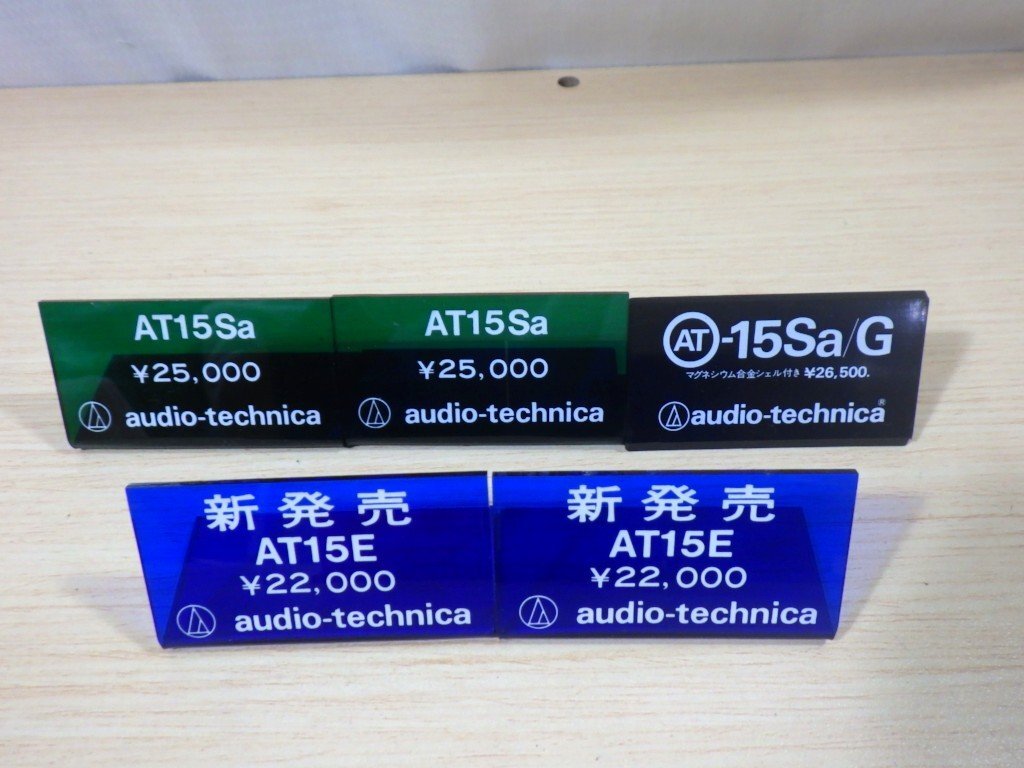 AT15Sa
¥25,000
audio-technica
AT15Sa
¥25,000
audio-technica
AT-15Sa/G
マグネシウム合金シェル付き ¥26,500.
audio-technica®
新発売
AT15E
¥22,000
audio-technica
新発売
AT15E
¥22,000
audio-technica